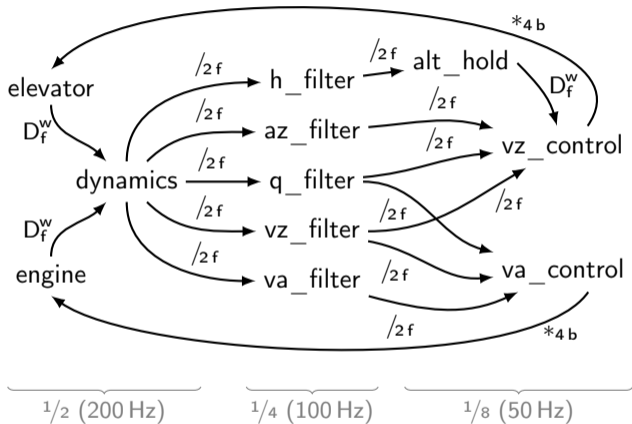 *4 b
/2 f
/2 f alt_hold
elevator h_filter
D_f^w
/2 f /2 f
D_f^w az_filter
/2 f vz_control
/2 f
dynamics q_filter
/2 f /2 f /2 f
D_f^w vz_filter
/2 f /2 f
engine va_filter va_control
/2 f *4 b
1/2 (200 Hz) 1/4 (100 Hz) 1/8 (50 Hz)